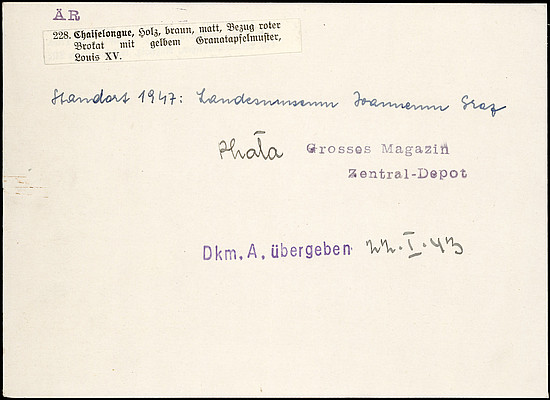 ÄR
228. Chaiselongue, Holz, braun, matt, Bezug roter
Brokat mit gelbem Granatapfelmuster,
Louis XV.
Standort 1947: Landesmuseum Joanneum Graz
Grosses Magazin
Zentral-Depot
Dkm. A. übergeben 22.I.43